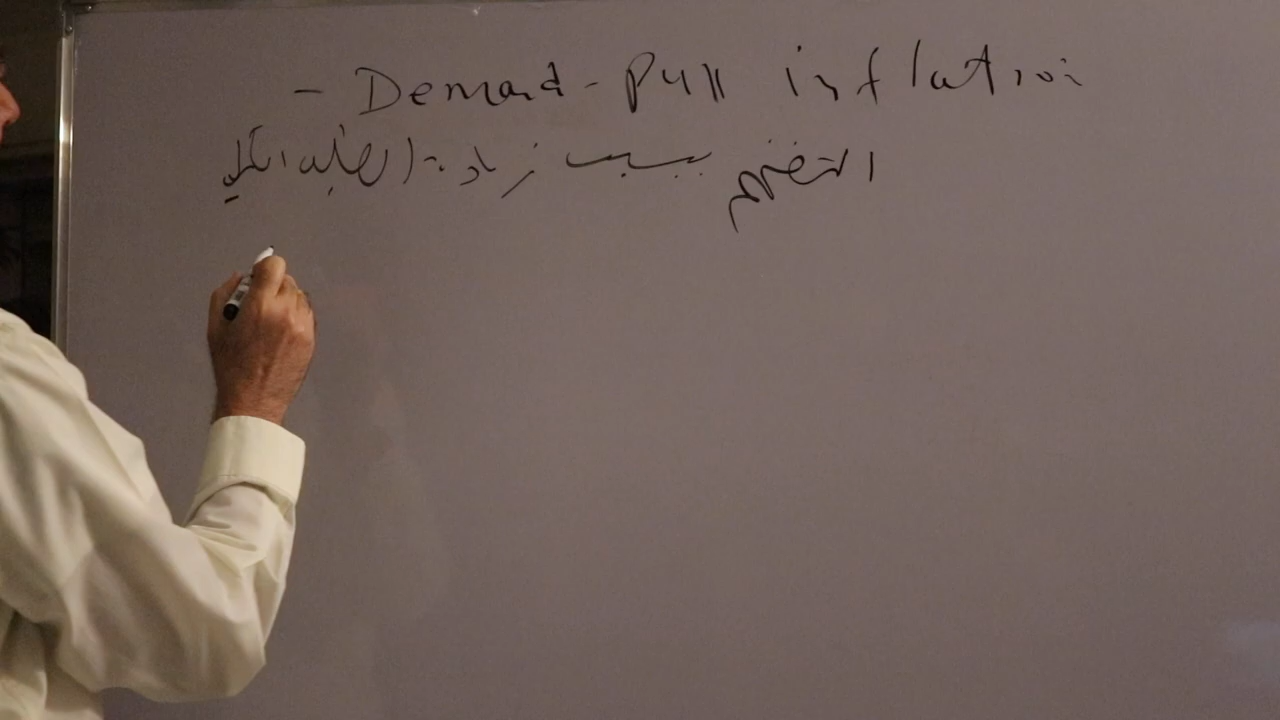 - Demand-Pull inflation
التضخم بسبب زيادة الطلب الكلي